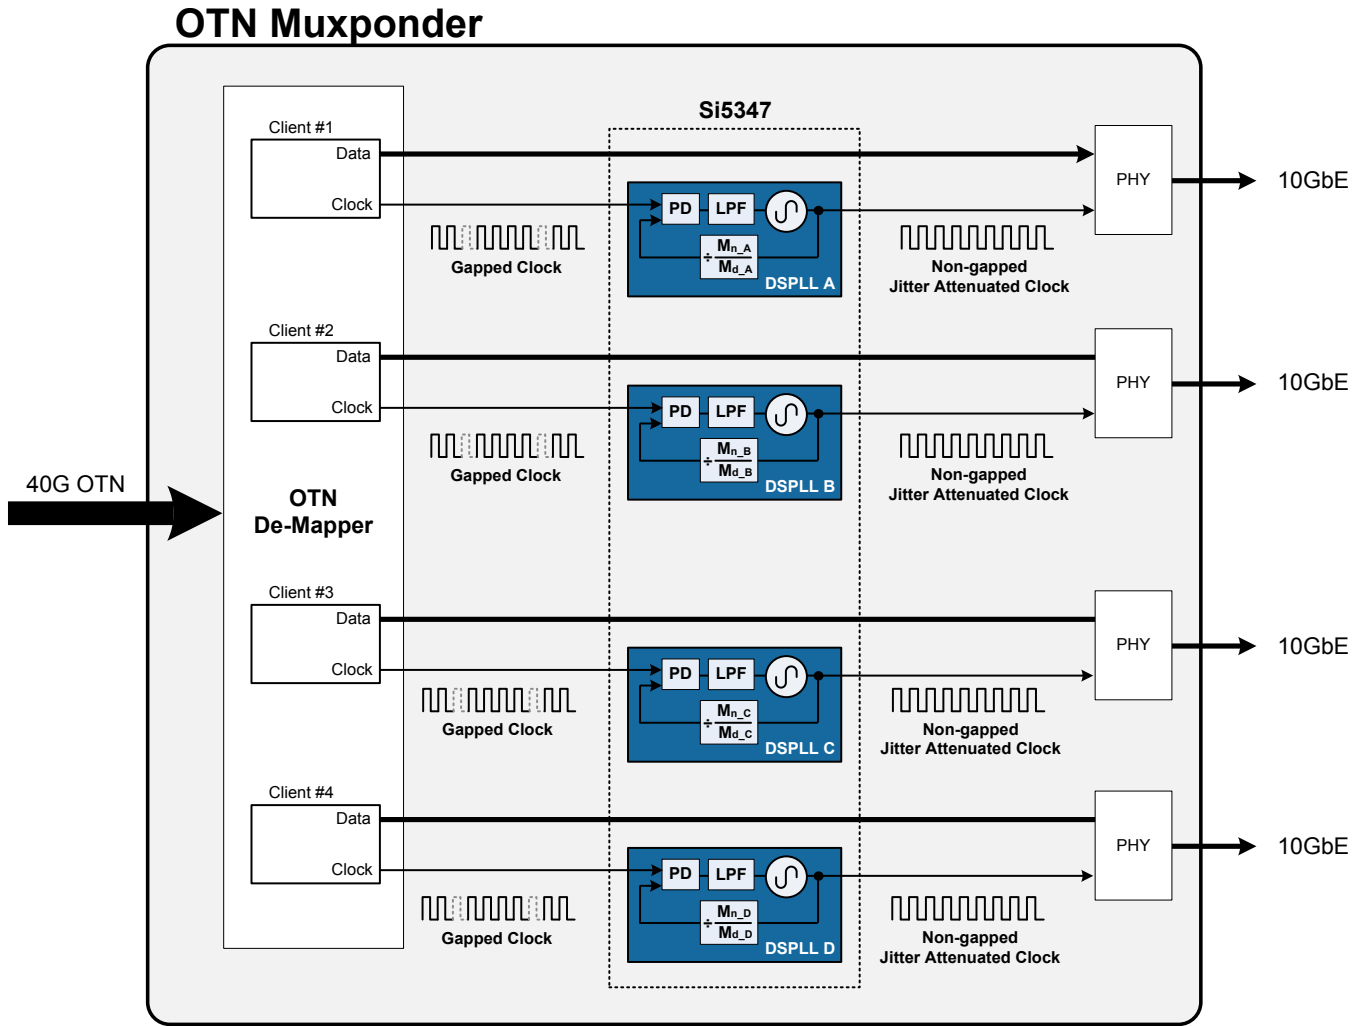 OTN Muxponder
Si5347
Client #1
Data
Clock
PD
LPF
÷
Mn_A
Md_A
DSPLL A
Gapped Clock
Non-gapped
Jitter Attenuated Clock
PHY
10GbE
Client #2
Data
Clock
PD
LPF
÷
Mn_B
Md_B
DSPLL B
Gapped Clock
Non-gapped
Jitter Attenuated Clock
PHY
10GbE
40G OTN
OTN
De-Mapper
Client #3
Data
Clock
PD
LPF
÷
Mn_C
Md_C
DSPLL C
Gapped Clock
Non-gapped
Jitter Attenuated Clock
PHY
10GbE
Client #4
Data
Clock
PD
LPF
÷
Mn_D
Md_D
DSPLL D
Gapped Clock
Non-gapped
Jitter Attenuated Clock
PHY
10GbE